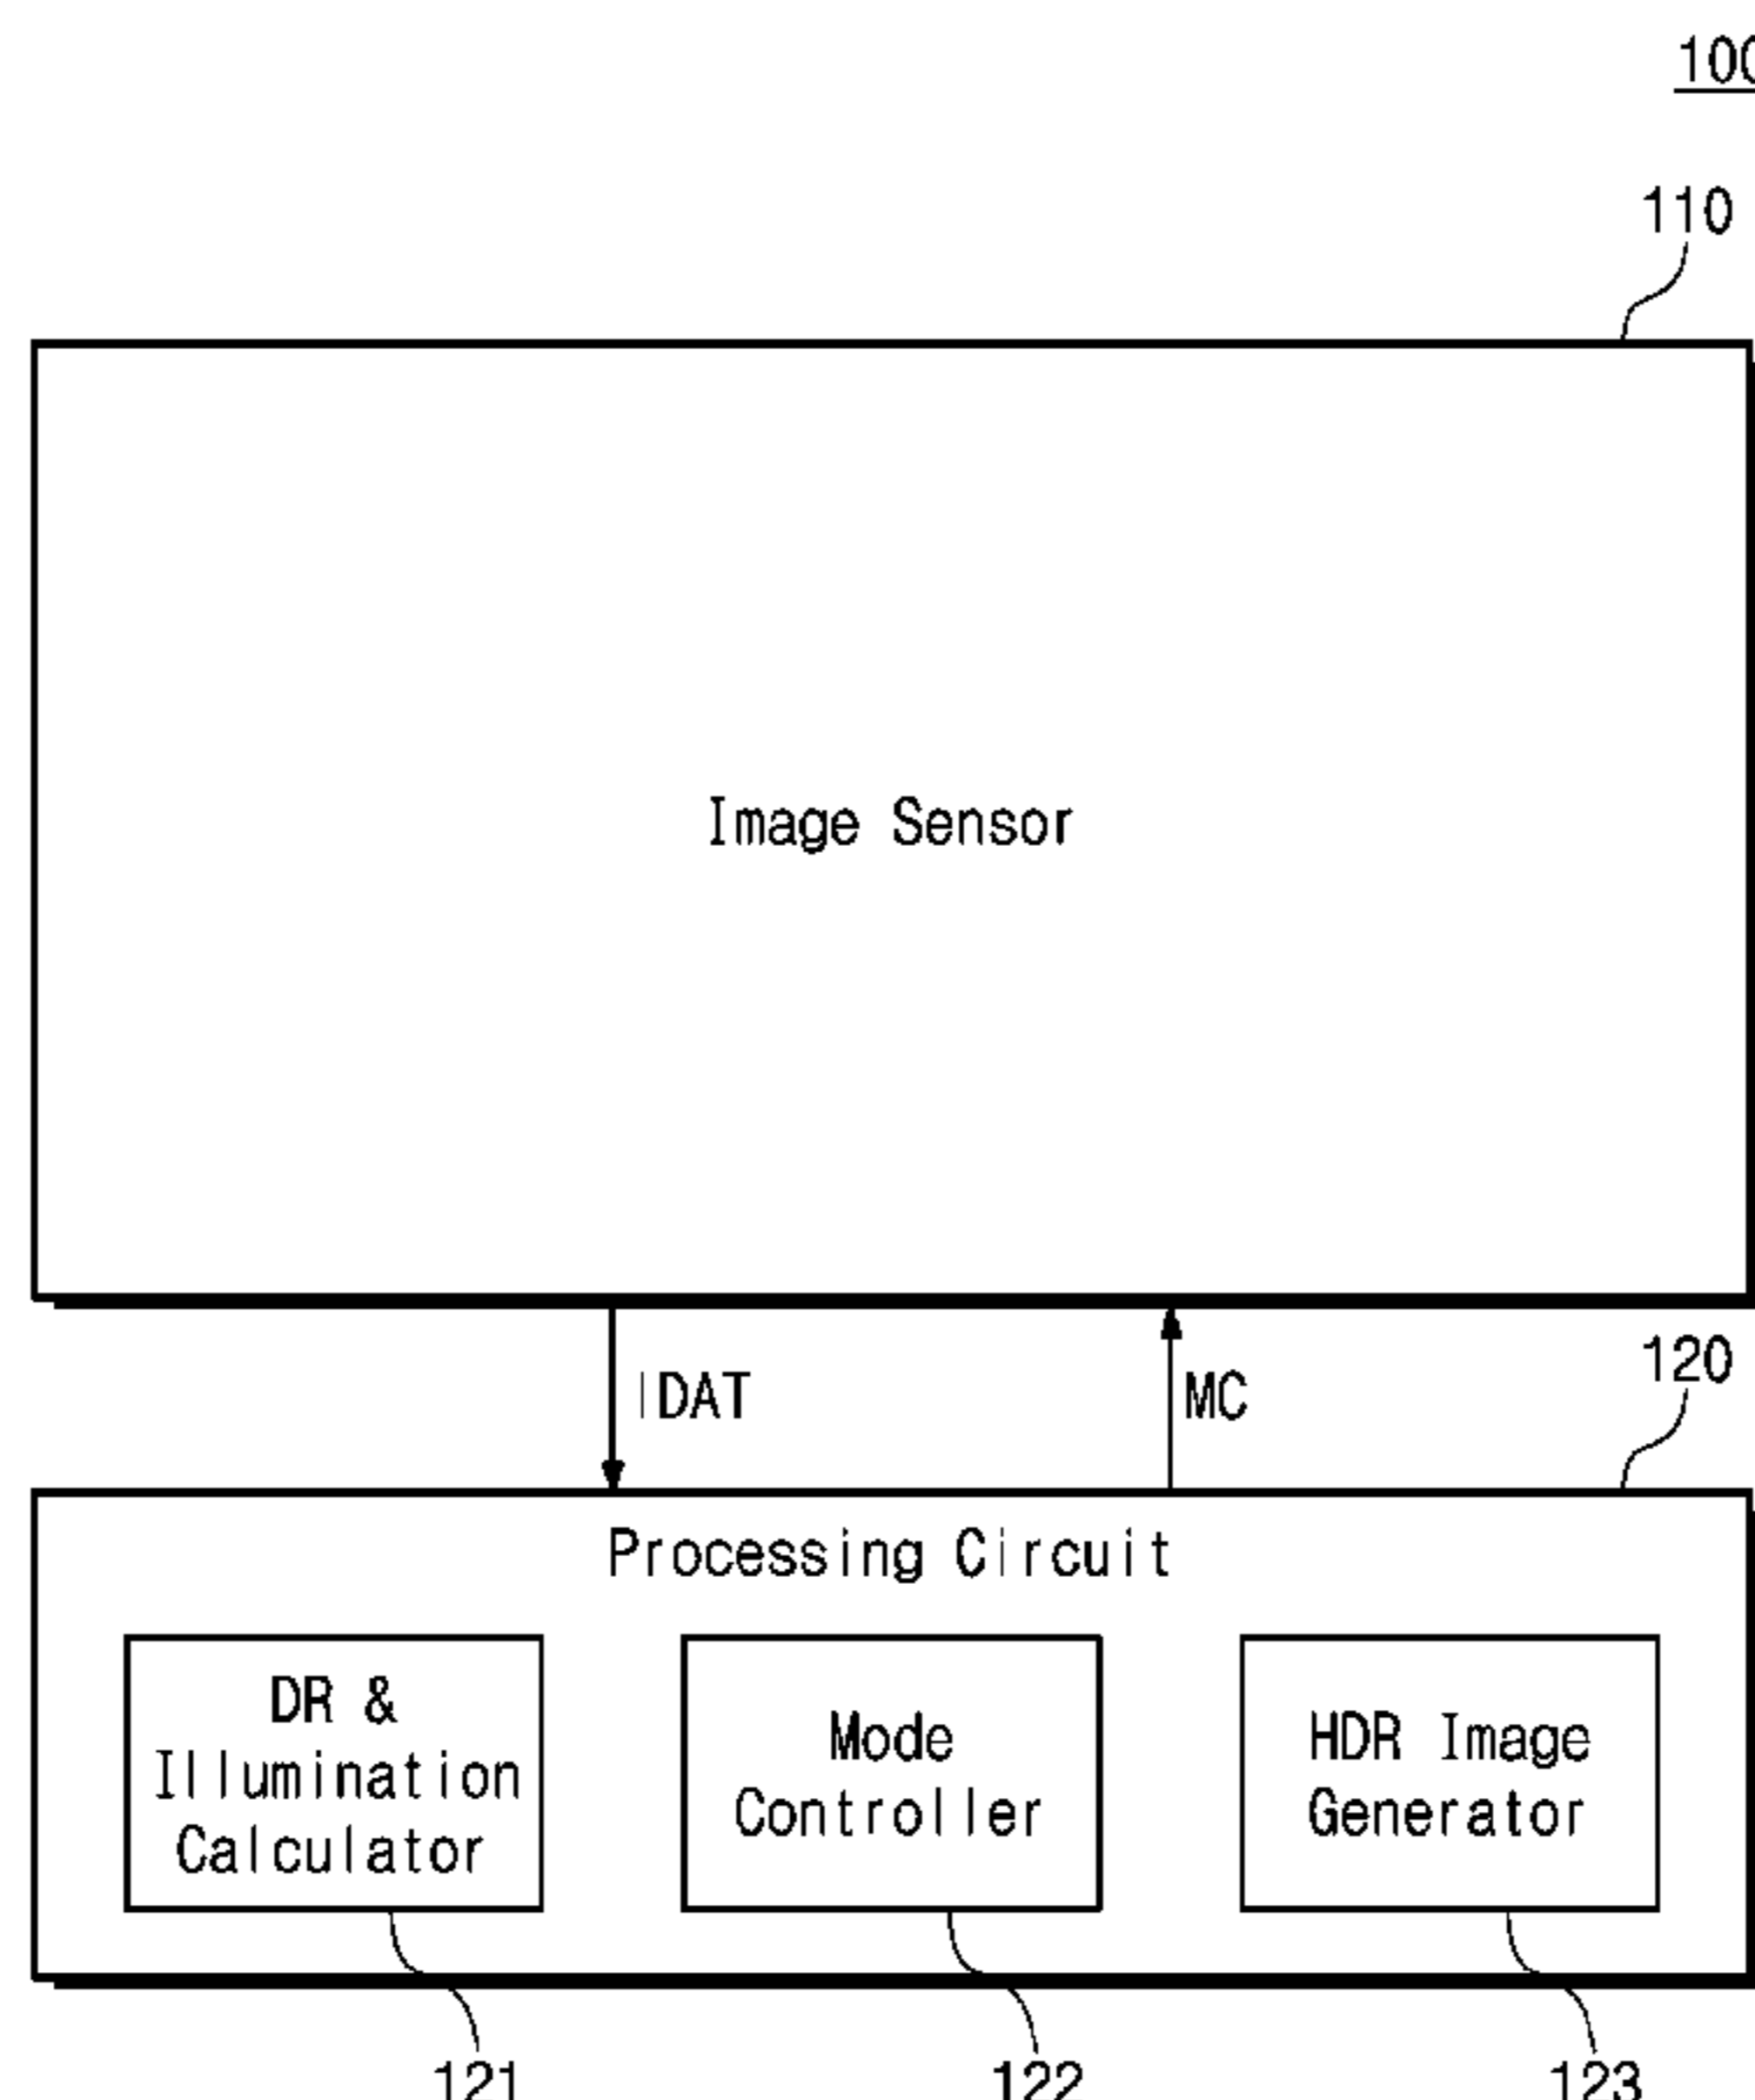 100
110
Image Sensor
IDAT
MC
120
Processing Circuit
DR &
Illumination
Calculator
Mode
Controller
HDR Image
Generator
121
122
123